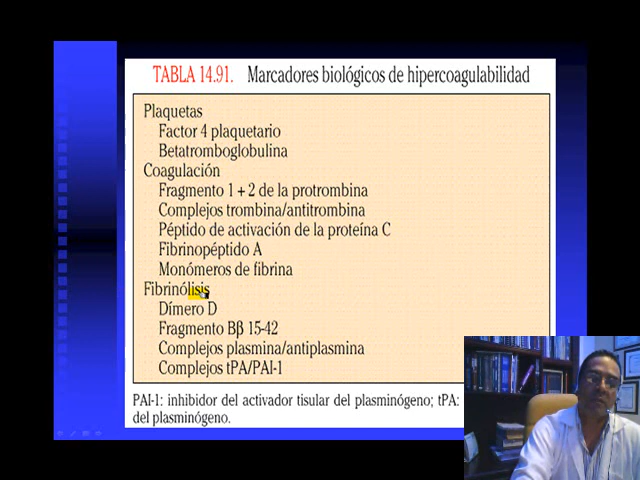 TABLA 14.91. Marcadores biológicos de hipercoagulabilidad
Plaquetas
Factor 4 plaquetario
Betatromboglobulina
Coagulación
Fragmento 1 + 2 de la protrombina
Complejos trombina/antitrombina
Péptido de activación de la proteína C
Fibrinopéptido A
Monómeros de fibrina
Fibrinólisis
Dímero D
Fragmento Bβ 15-42
Complejos plasmina/antiplasmina
Complejos tPA/PAI-1
PAI-1: inhibidor del activador tisular del plasminógeno; tPA:
del plasminógeno.